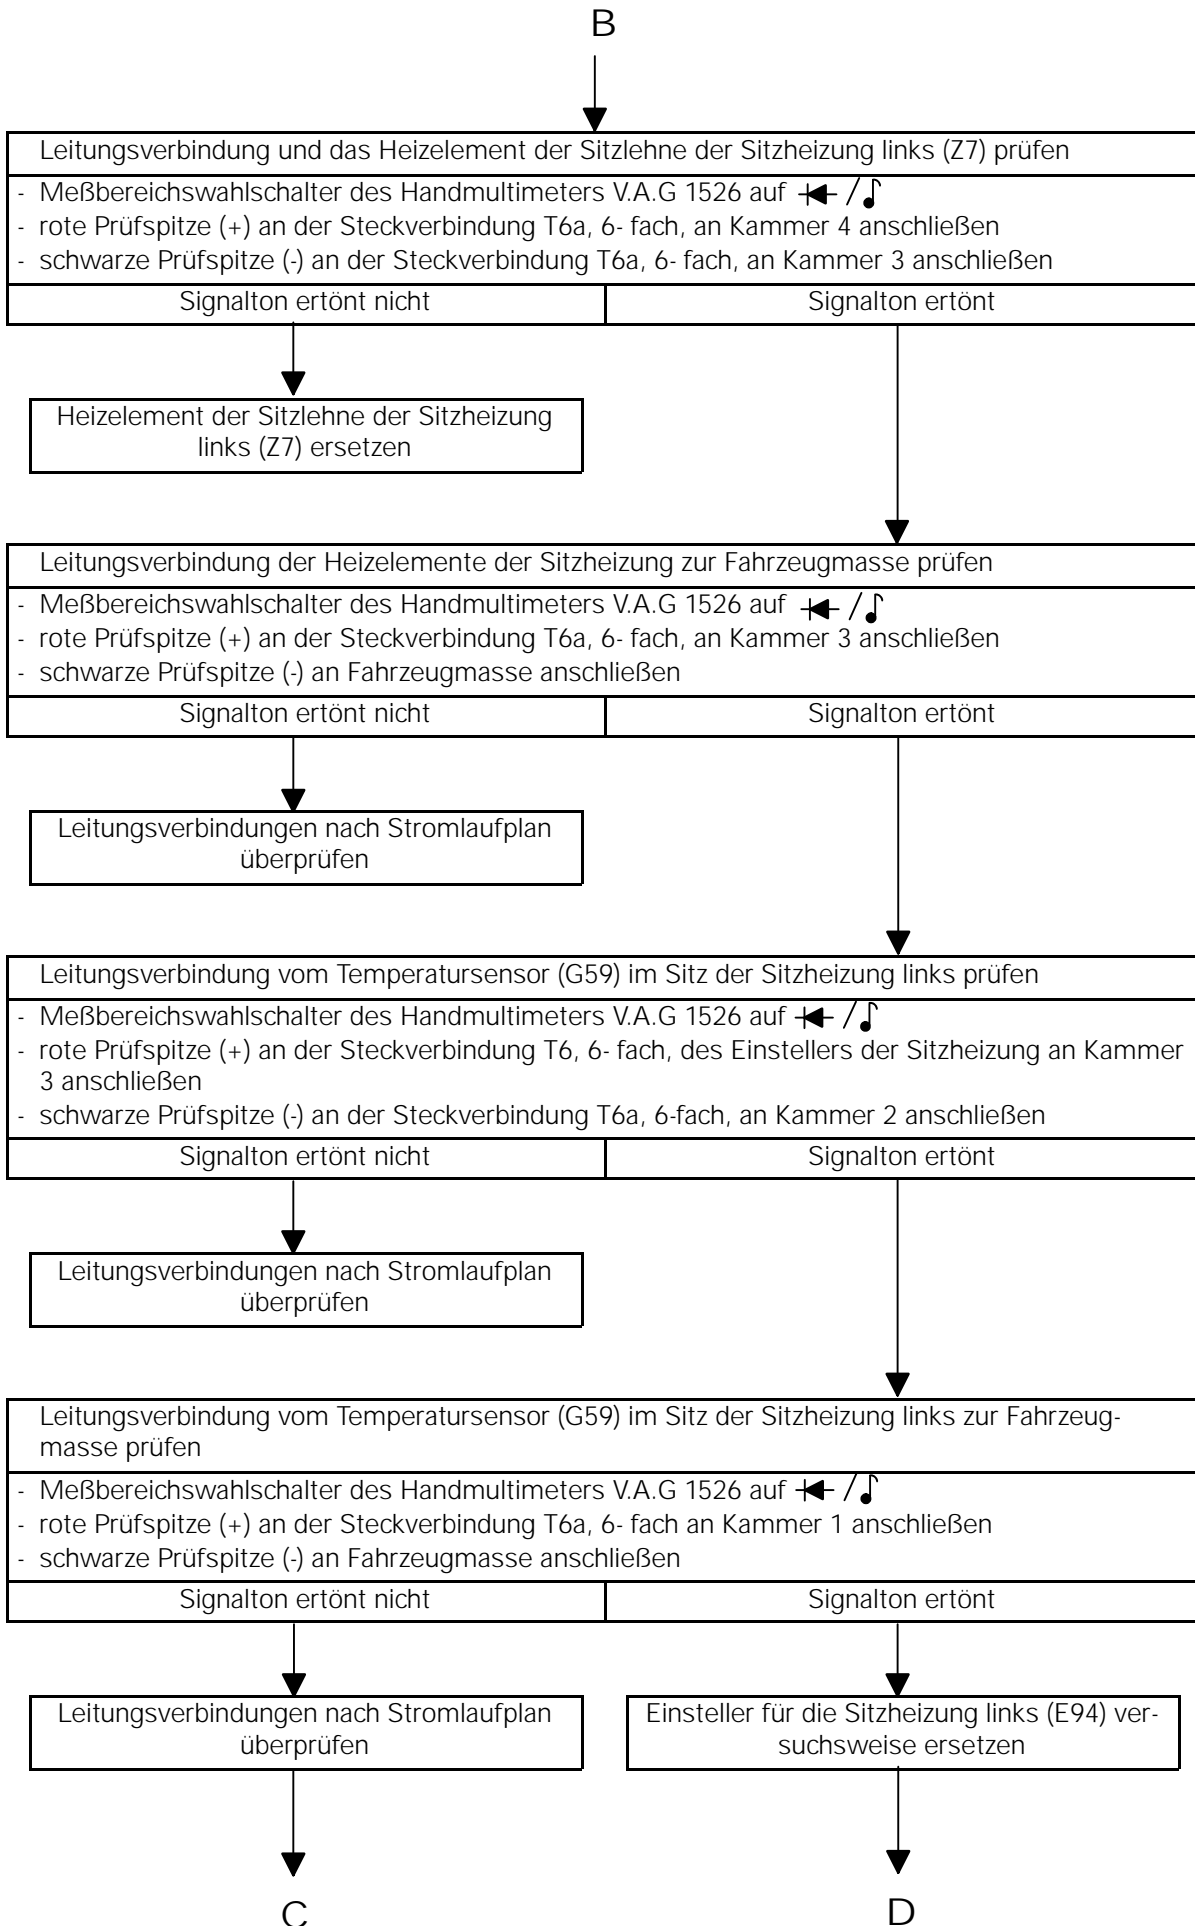 B
Leitungsverbindung und das Heizelement der Sitzlehne der Sitzheizung links (Z7) prüfen
- Meßbereichswahlschalter des Handmultimeters V.A.G 1526 auf /
- rote Prüfspitze (+) an der Steckverbindung T6a, 6- fach, an Kammer 4 anschließen
- schwarze Prüfspitze (-) an der Steckverbindung T6a, 6- fach, an Kammer 3 anschließen
Signalton ertönt nicht
Signalton ertönt
Heizelement der Sitzlehne der Sitzheizung
links (Z7) ersetzen
Leitungsverbindung der Heizelemente der Sitzheizung zur Fahrzeugmasse prüfen
- Meßbereichswahlschalter des Handmultimeters V.A.G 1526 auf /
- rote Prüfspitze (+) an der Steckverbindung T6a, 6- fach, an Kammer 3 anschließen
- schwarze Prüfspitze (-) an Fahrzeugmasse anschließen
Signalton ertönt nicht
Signalton ertönt
Leitungsverbindungen nach Stromlaufplan
überprüfen
Leitungsverbindung vom Temperatursensor (G59) im Sitz der Sitzheizung links prüfen
- Meßbereichswahlschalter des Handmultimeters V.A.G 1526 auf /
- rote Prüfspitze (+) an der Steckverbindung T6, 6- fach, des Einstellers der Sitzheizung an Kammer
3 anschließen
- schwarze Prüfspitze (-) an der Steckverbindung T6a, 6-fach, an Kammer 2 anschließen
Signalton ertönt nicht
Signalton ertönt
Leitungsverbindungen nach Stromlaufplan
überprüfen
Leitungsverbindung vom Temperatursensor (G59) im Sitz der Sitzheizung links zur Fahrzeug-
masse prüfen
- Meßbereichswahlschalter des Handmultimeters V.A.G 1526 auf /
- rote Prüfspitze (+) an der Steckverbindung T6a, 6- fach an Kammer 1 anschließen
- schwarze Prüfspitze (-) an Fahrzeugmasse anschließen
Signalton ertönt nicht
Signalton ertönt
Leitungsverbindungen nach Stromlaufplan
überprüfen
Einsteller für die Sitzheizung links (E94) ver-
suchsweise ersetzen
C
D